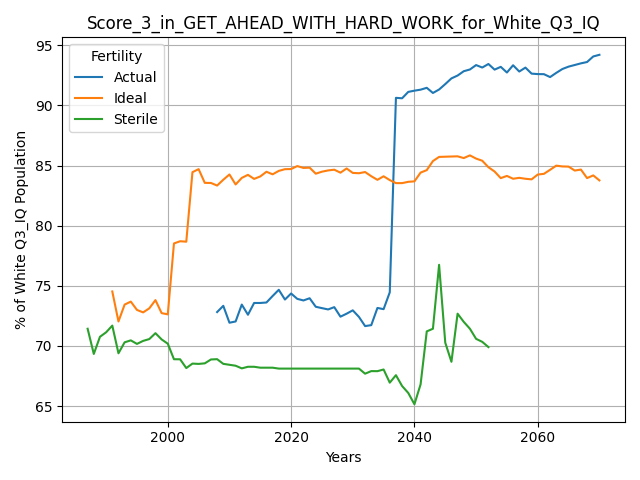 Score_3_in_GET_AHEAD_WITH_HARD_WORK_for_White_Q3_IQ
Fertility
Actual
Ideal
Sterile
% of White Q3_IQ Population
95
90
85
80
75
70
65
2000
2020
2040
2060
Years